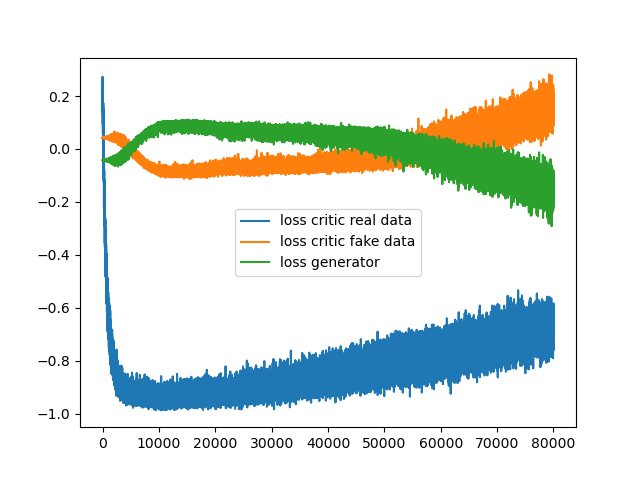 0.2
0.0
−0.2
−0.4
−0.6
−0.8
−1.0
loss critic real data
loss critic fake data
loss generator
0 10000 20000 30000 40000 50000 60000 70000 80000